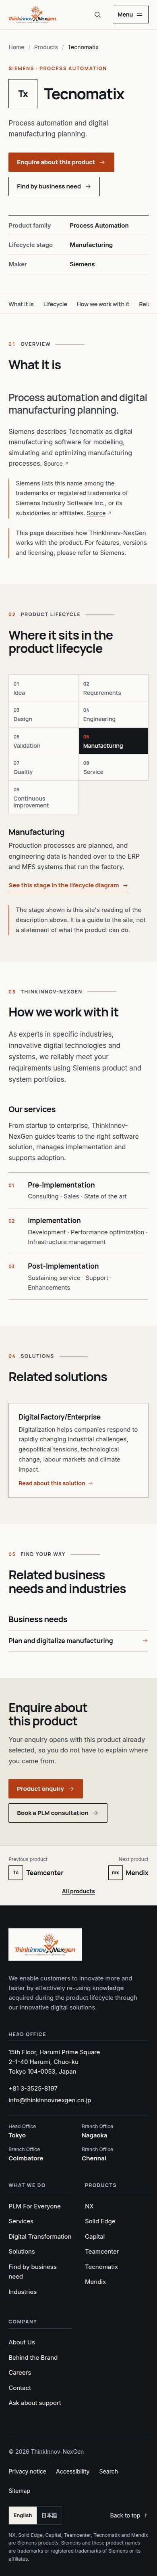 ThinkInnovXNexgen
Menu
Home / Products / Tecnomatix
SIEMENS · PROCESS AUTOMATION
Tx
Tecnomatix
Process automation and digital
manufacturing planning.
Enquire about this product →
Find by business need →
Product family Process Automation
Lifecycle stage Manufacturing
Maker Siemens
What it is Lifecycle How we work with it
01 OVERVIEW
What it is
Process automation and digital
manufacturing planning.
Siemens describes Tecnomatix as digital
manufacturing software for modelling,
simulating and optimizing manufacturing
processes. Source ↗
Siemens lists this name among the
trademarks or registered trademarks of
Siemens Industry Software Inc., or its
subsidiaries or affiliates. Source ↗
This page describes how ThinkInnov-NexGen
works with the product. For features, versions
and licensing, please refer to Siemens.
02 PRODUCT LIFECYCLE
Where it sits in the
product lifecycle
01
Idea
02
Requirements
03
Design
04
Engineering
05
Validation
06
Manufacturing
07
Quality
08
Service
09
Continuous
improvement
Manufacturing
Production processes are planned, and
engineering data is handed over to the ERP
and MES systems that run the factory.
See this stage in the lifecycle diagram →
The stage shown is this site's reading of the
description above. It is a guide to the site, not
a statement of what the product can do.
03 THINKINNOV-NEXGEN
How we work with it
As experts in specific industries,
innovative digital technologies and
systems, we reliably meet your
requirements using Siemens product and
system portfolios.
Our services
From startup to enterprise, ThinkInnov-
NexGen guides teams to the right software
solution, manages implementation and
supports adoption.
01 Pre-Implementation
Consulting · Sales · State of the art
02 Implementation
Development · Performance optimization ·
Infrastructure management
03 Post-Implementation
Sustaining service · Support ·
Enhancements
04 SOLUTIONS
Related solutions
Digital Factory/Enterprise
Digitalization helps companies respond to
rapidly changing industrial challenges,
geopolitical tensions, technological
change, labour markets and climate
impact.
Read about this solution →
05 FIND YOUR WAY
Related business
needs and industries
Business needs
Plan and digitalize manufacturing →
Enquire about
this product
Your enquiry opens with this product already
selected, so you do not have to explain where
you came from.
Product enquiry →
Book a PLM consultation →
Previous product
Tc Teamcenter
Next product
mx Mendix
All products
ThinkInnovXNexgen
We enable customers to innovate more and
faster by effectively re-using knowledge
acquired during the product lifecycle through
our innovative digital solutions.
HEAD OFFICE
15th Floor, Harumi Prime Square
2-1-40 Harumi, Chuo-ku
Tokyo 104-0053, Japan
+81 3-3525-8197
info@thinkinnovnexgen.co.jp
Head Office
Tokyo
Branch Office
Nagaoka
Branch Office
Coimbatore
Branch Office
Chennai
WHAT WE DO
PLM For Everyone
Services
Digital Transformation
Solutions
Find by business
need
Industries
PRODUCTS
NX
Solid Edge
Capital
Teamcenter
Tecnomatix
Mendix
COMPANY
About Us
Behind the Brand
Careers
Contact
Ask about support
© 2026 ThinkInnov-NexGen
Privacy notice Accessibility Search
Sitemap
English 日本語
Back to top ↑
NX, Solid Edge, Capital, Teamcenter, Tecnomatix and Mendix
are Siemens products. Siemens and these product names
are trademarks or registered trademarks of Siemens or its
affiliates.